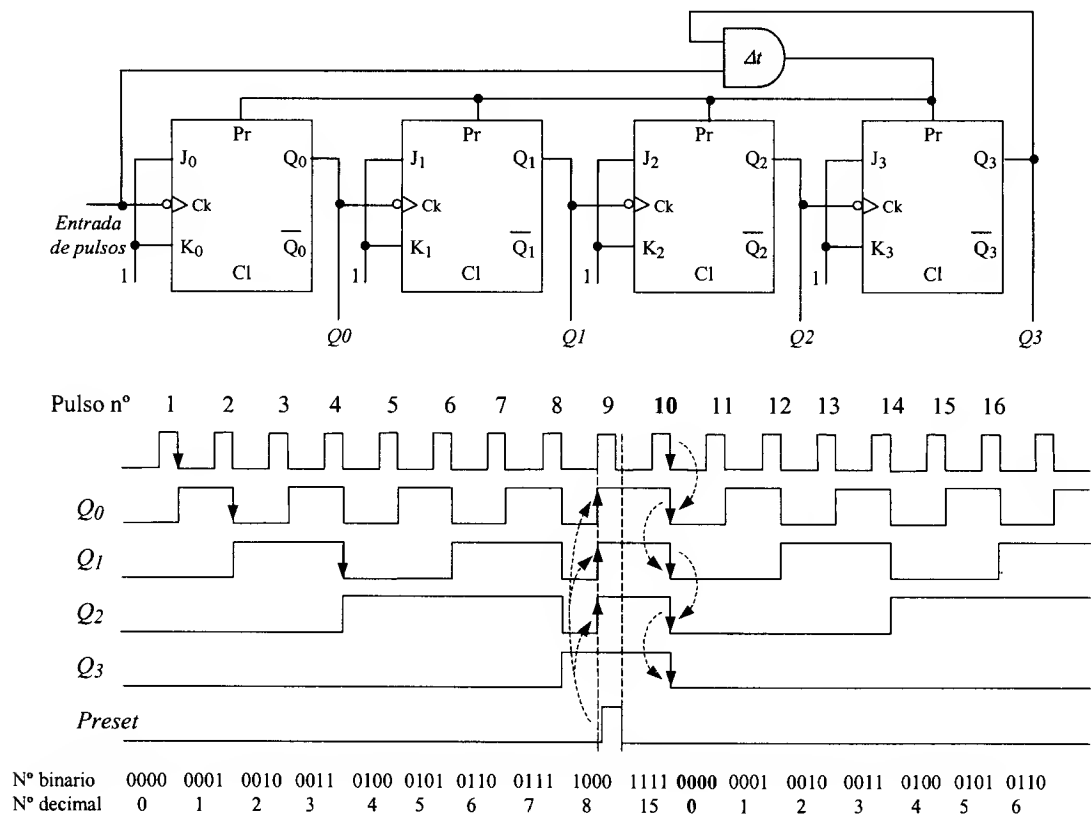 Δt
Pr Pr Pr Pr
J0 Q0 J1 Q1 J2 Q2 J3 Q3
Ck Ck Ck Ck
Entrada
de pulsos
K0 Q̅0 K1 Q̅1 K2 Q̅2 K3 Q̅3
1 Cl 1 Cl 1 Cl 1 Cl
Q0 Q1 Q2 Q3
Pulso nº 1 2 3 4 5 6 7 8 9 10 11 12 13 14 15 16
Q0
Q1
Q2
Q3
Preset
Nº binario 0000 0001 0010 0011 0100 0101 0110 0111 1000 1111 0000 0001 0010 0011 0100 0101 0110
Nº decimal 0 1 2 3 4 5 6 7 8 15 0 1 2 3 4 5 6